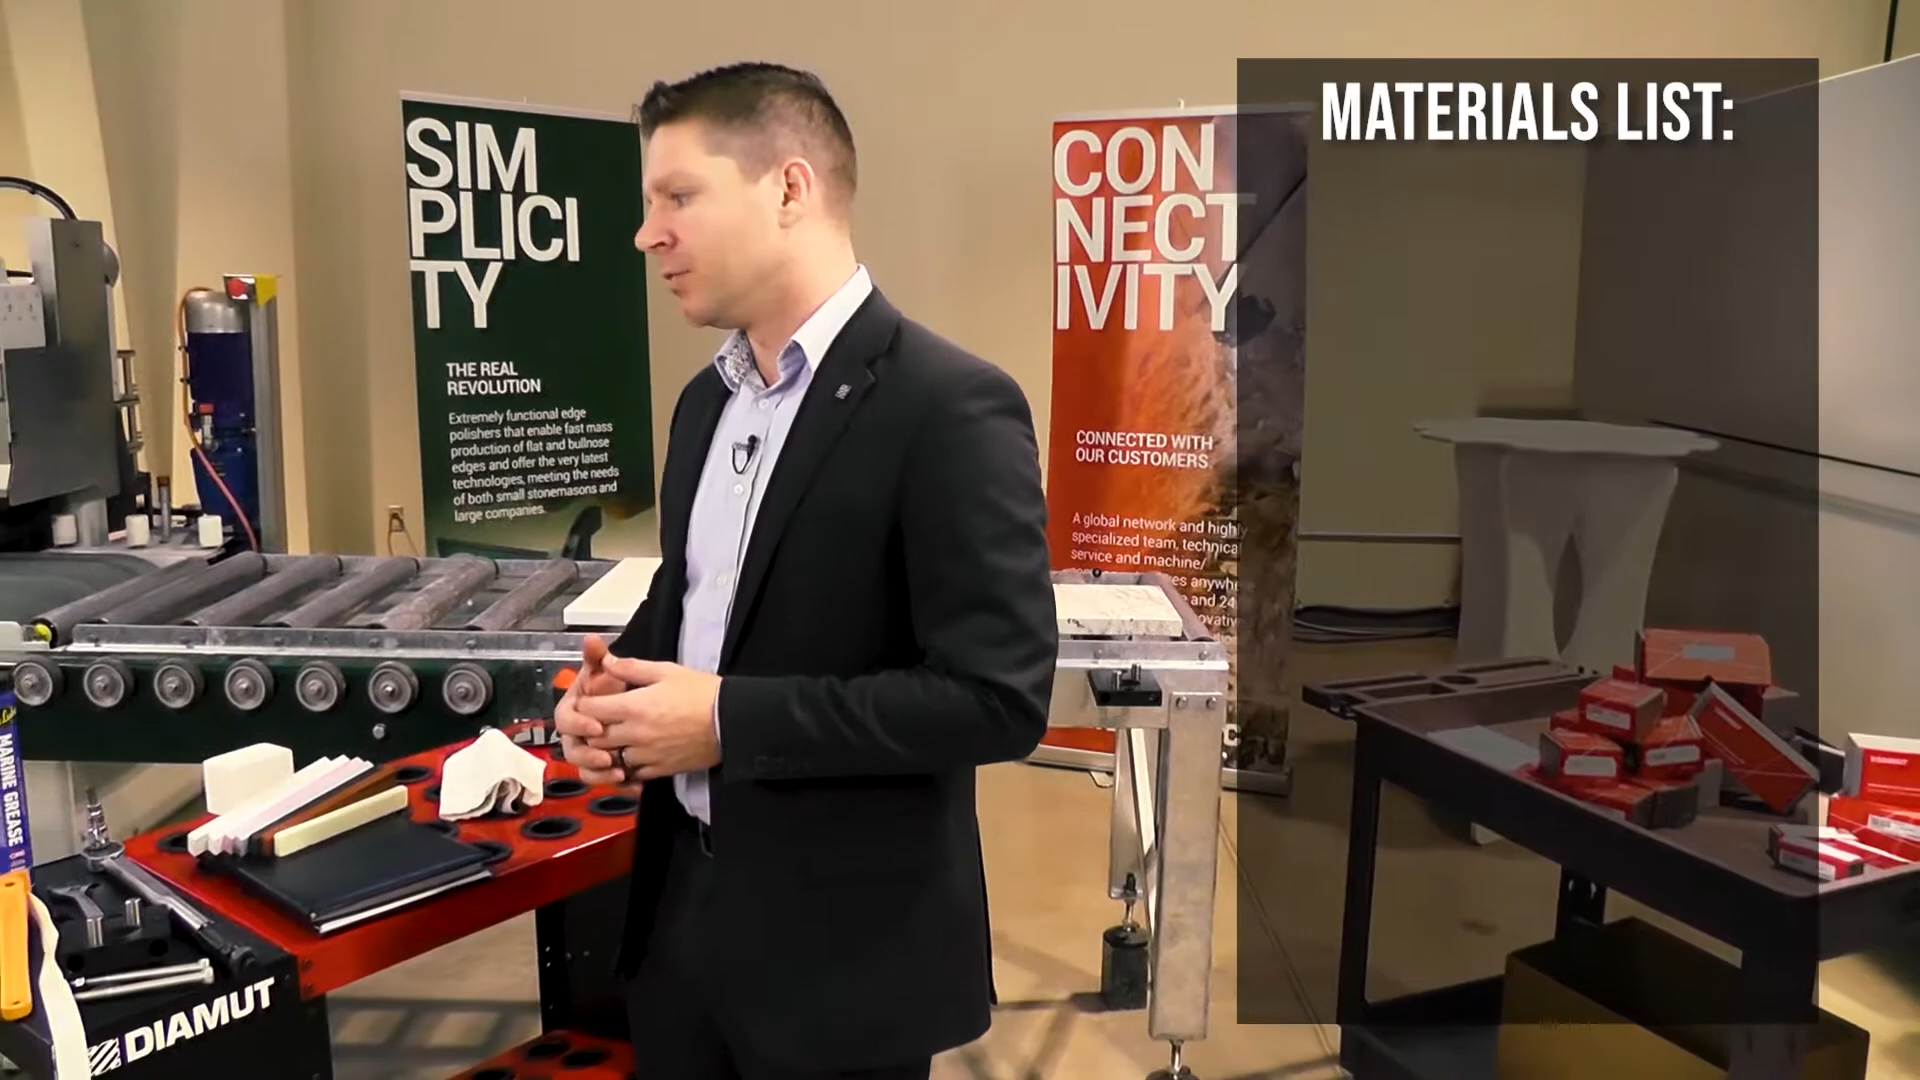 MATERIALS LIST:
SIM
PLICI
TY
THE REAL
REVOLUTION
Extremely functional edge
polishers that enable fast mass
production of flat and bullnose
edges and offer the very latest
technologies, meeting the needs
of both small stonemasons and
large companies.
CON
NECT
IVITY
CONNECTED WITH
OUR CUSTOMERS
A global network and highly
specialized team, technical
service and machine/
and 24
MARINE GREASE
DIAMUT